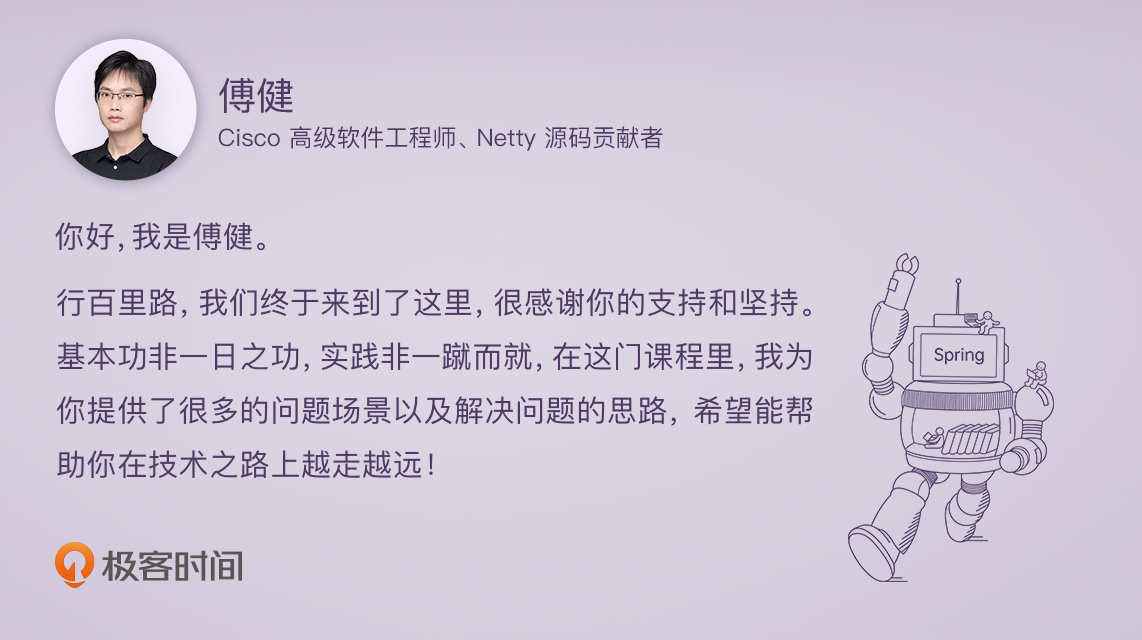 傅健
Cisco 高级软件工程师、Netty 源码贡献者
你好，我是傅健。
行百里路，我们终于来到了这里，很感谢你的支持和坚持。
基本功非一日之功，实践非一蹴而就，在这门课程里，我为
你提供了很多的问题场景以及解决问题的思路，希望能帮
助你在技术之路上越走越远！
Spring
极客时间